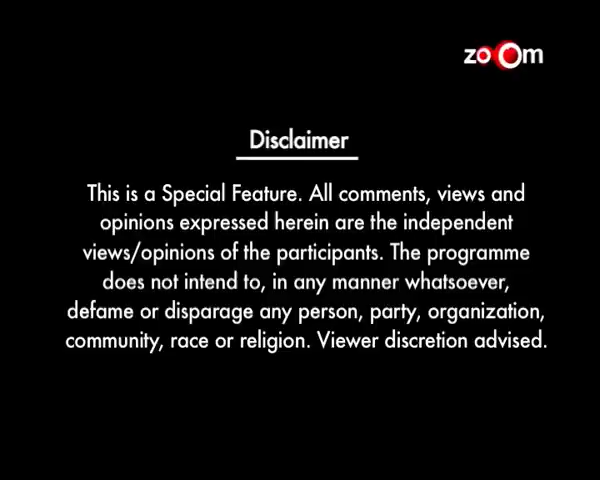 zoOm
Disclaimer
This is a Special Feature. All comments, views and
opinions expressed herein are the independent
views/opinions of the participants. The programme
does not intend to, in any manner whatsoever,
defame or disparage any person, party, organization,
community, race or religion. Viewer discretion advised.